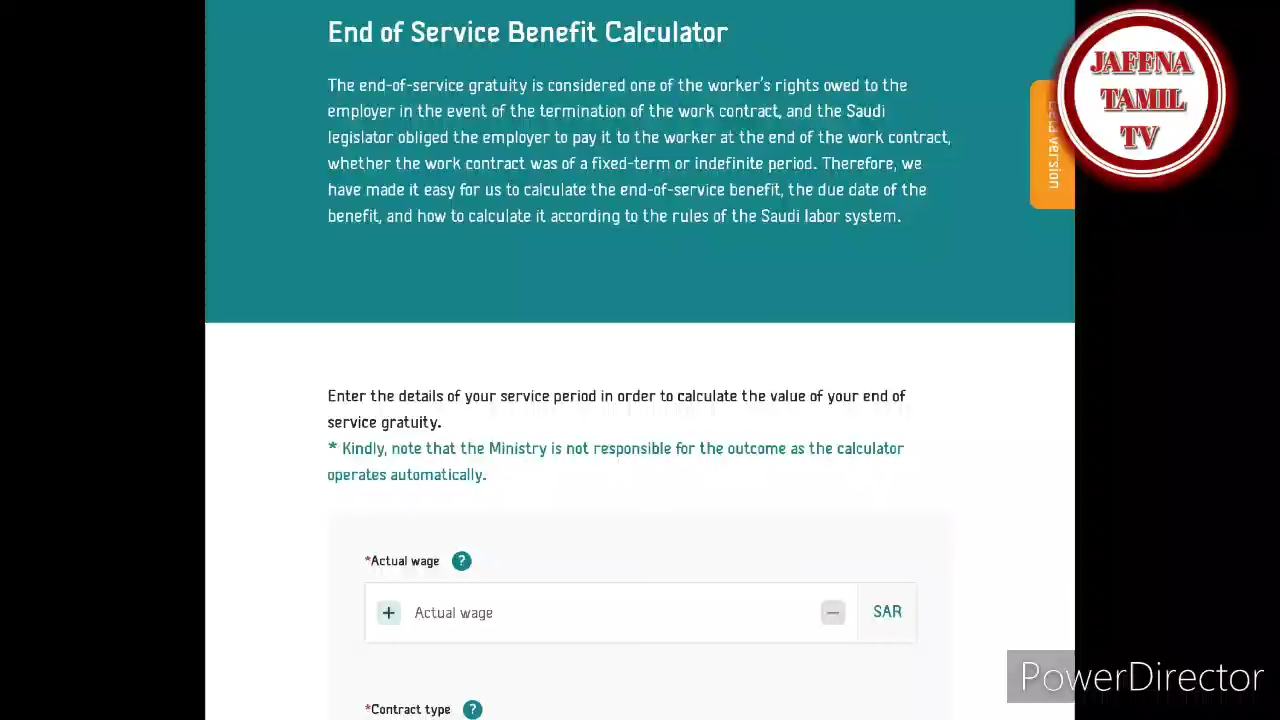 End of Service Benefit Calculator
The end-of-service gratuity is considered one of the worker's rights owed to the
employer in the event of the termination of the work contract, and the Saudi
legislator obliged the employer to pay it to the worker at the end of the work contract,
whether the work contract was of a fixed-term or indefinite period. Therefore, we
have made it easy for us to calculate the end-of-service benefit, the due date of the
benefit, and how to calculate it according to the rules of the Saudi labor system.
JAFFNA
TAMIL
TV
version
Enter the details of your service period in order to calculate the value of your end of
service gratuity.
* Kindly, note that the Ministry is not responsible for the outcome as the calculator
operates automatically.
*Actual wage ?
+ Actual wage − SAR
*Contract type ?
PowerDirector